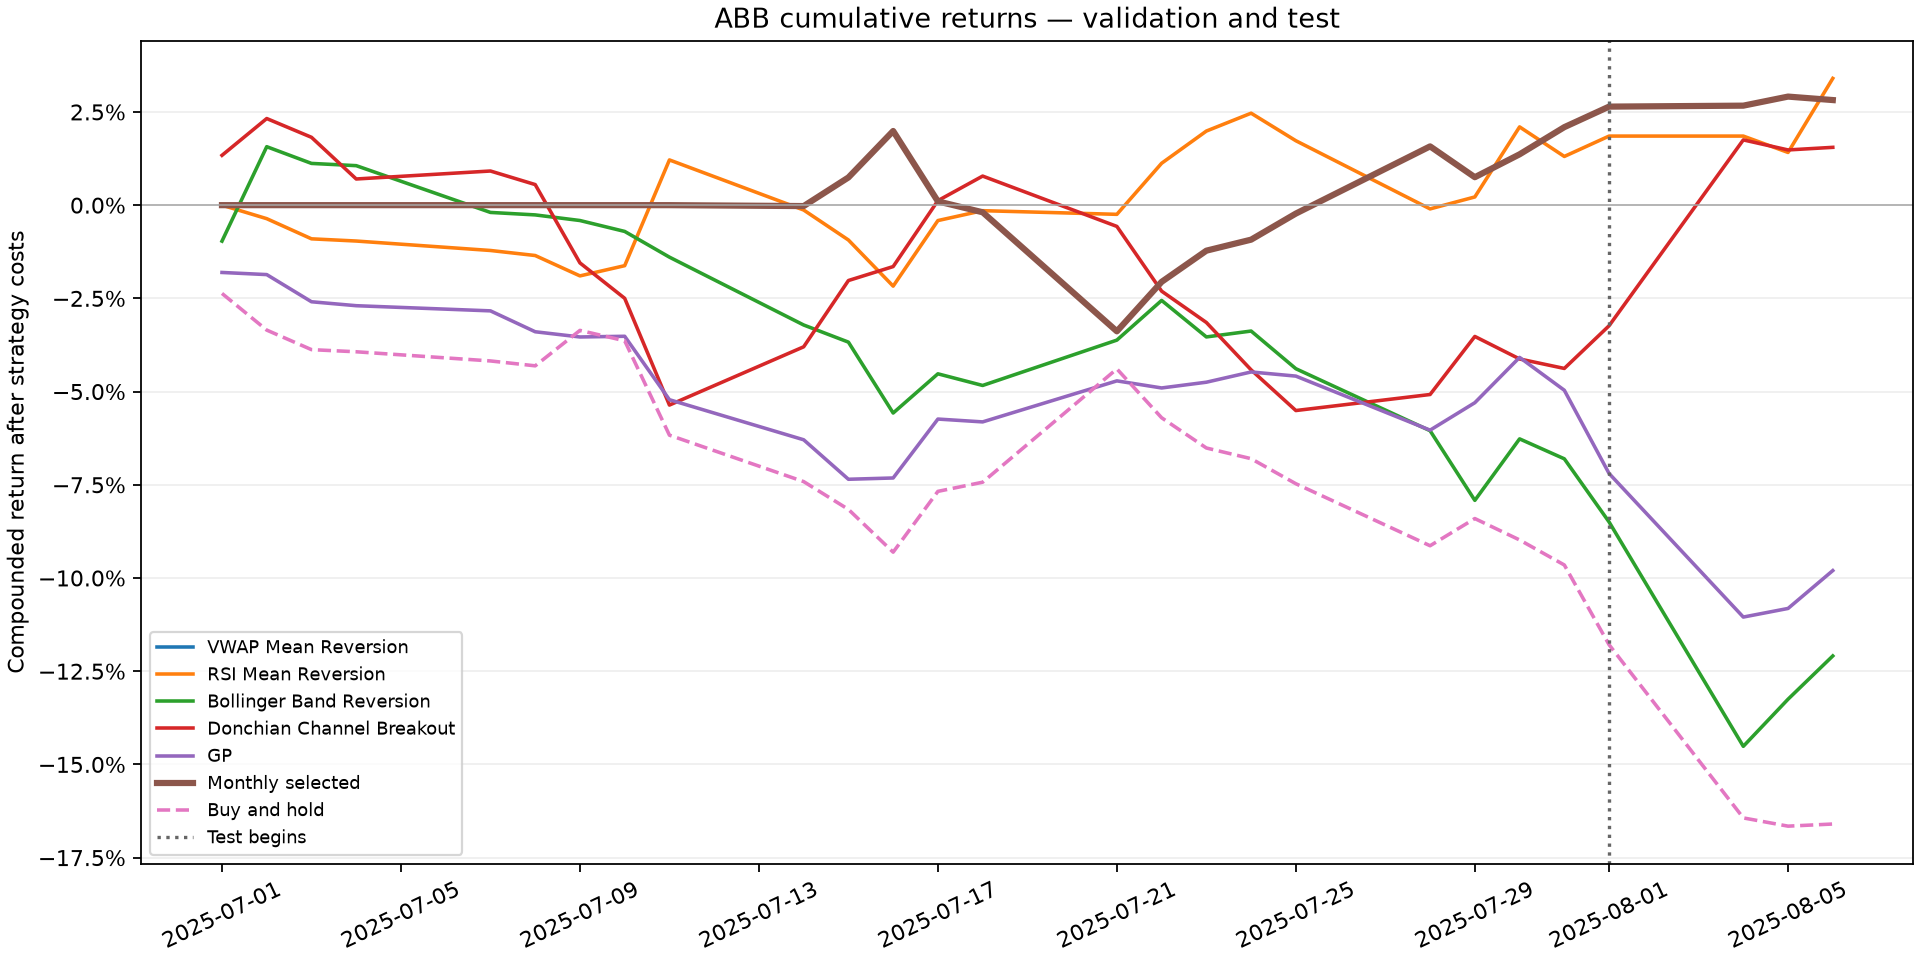 ABB cumulative returns — validation and test
Compounded return after strategy costs
2.5%
0.0%
−2.5%
−5.0%
−7.5%
−10.0%
−12.5%
−15.0%
−17.5%
VWAP Mean Reversion
RSI Mean Reversion
Bollinger Band Reversion
Donchian Channel Breakout
GP
Monthly selected
Buy and hold
Test begins
2025-07-01
2025-07-05
2025-07-09
2025-07-13
2025-07-17
2025-07-21
2025-07-25
2025-07-29
2025-08-01
2025-08-05